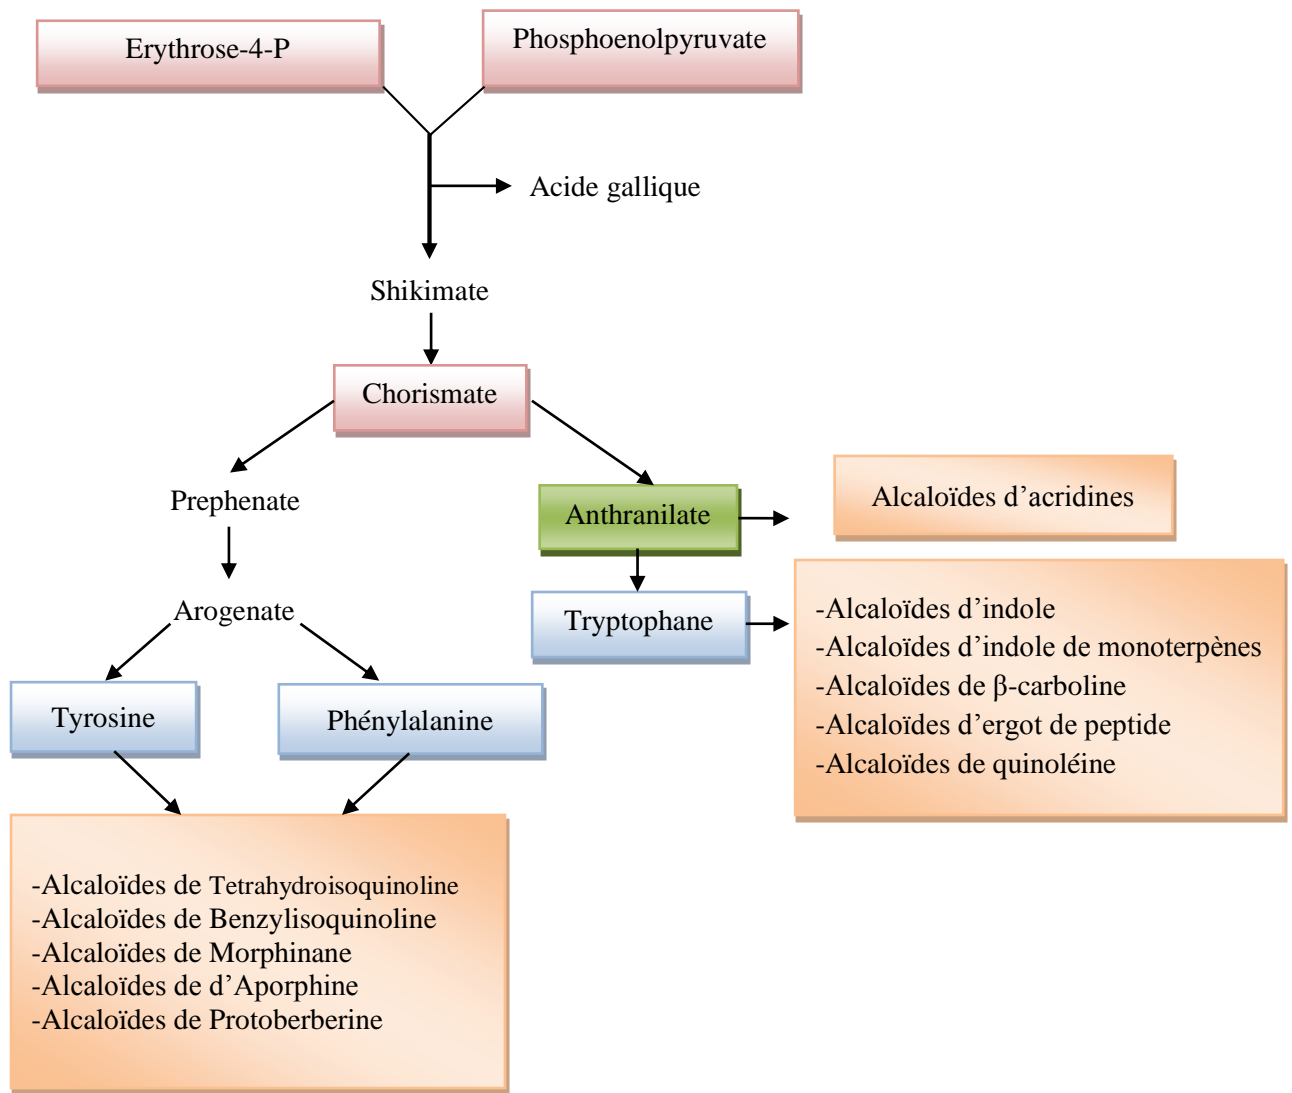 Erythrose-4-P
Phosphoenolpyruvate
Acide gallique
Shikimate
Chorismate
Prephenate
Anthranilate
Alcaloïdes d’acridines
Arogenate
Tryptophane
-Alcaloïdes d’indole
-Alcaloïdes d’indole de monoterpènes
-Alcaloïdes de β-carboline
-Alcaloïdes d’ergot de peptide
-Alcaloïdes de quinoléine
Tyrosine
Phénylalanine
-Alcaloïdes de Tetrahydroisoquinoline
-Alcaloïdes de Benzylisoquinoline
-Alcaloïdes de Morphinane
-Alcaloïdes de d’Aporphine
-Alcaloïdes de Protoberberine